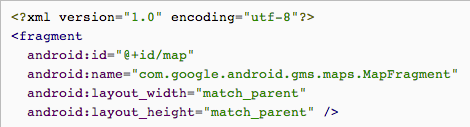 <?xml version="1.0" encoding="utf-8"?>
<fragment
  android:id="@+id/map"
  android:name="com.google.android.gms.maps.MapFragment"
  android:layout_width="match_parent"
  android:layout_height="match_parent" />